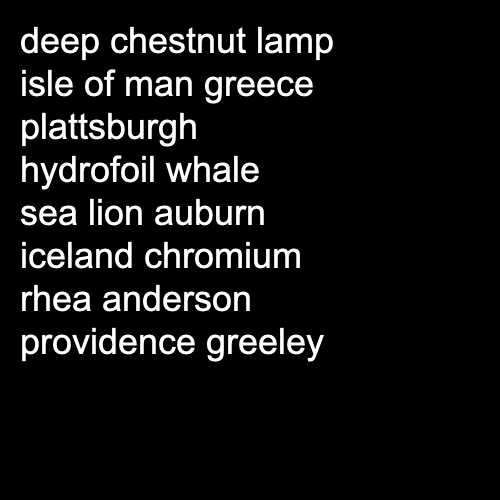 deep chestnut lamp
isle of man greece
plattsburgh
hydrofoil whale
sea lion auburn
iceland chromium
rhea anderson
providence greeley